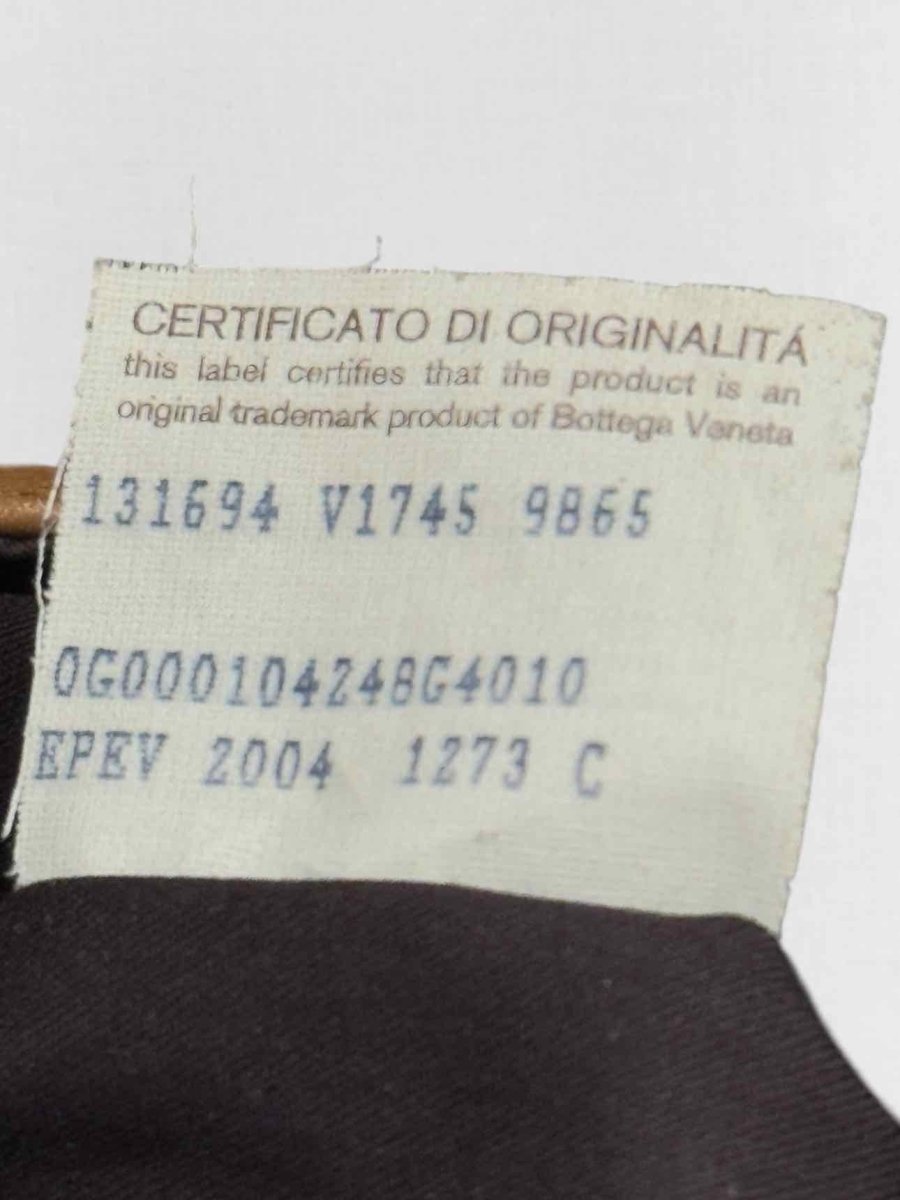 CERTIFICATO DI ORIGINALITÁ
this label certifies that the product is an
original trademark product of Bottega Veneta
131694 V1745 9865
0G000104248G4010
EPEV 2004 1273 C